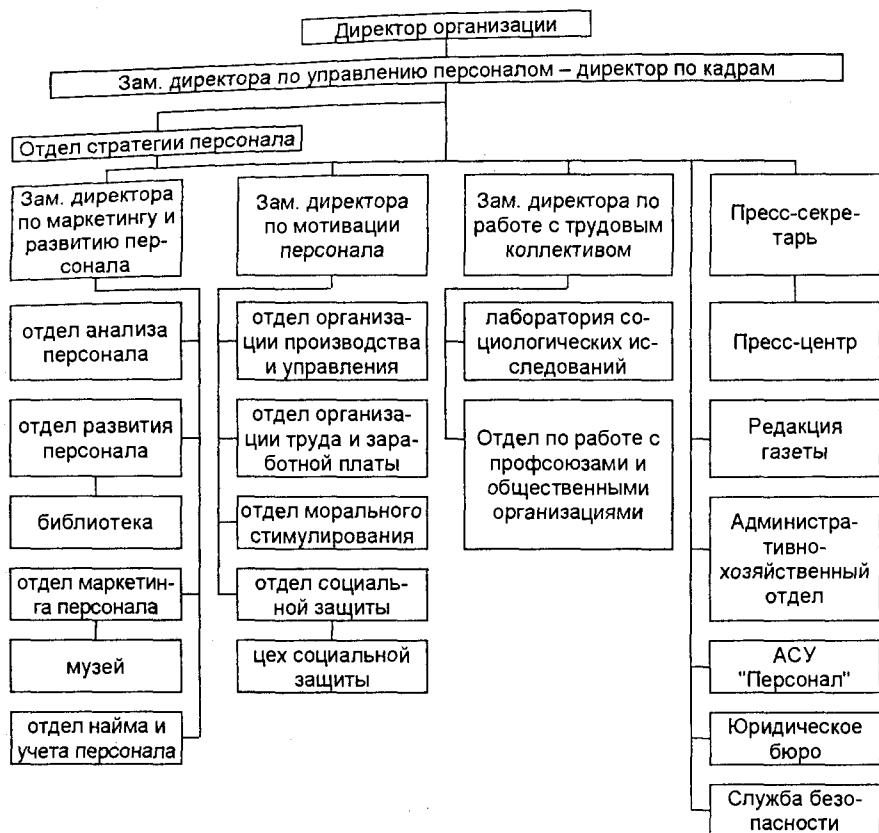 Директор организации
Зам. директора по управлению персоналом – директор по кадрам
Отдел стратегии персонала
Зам. директора
по маркетингу и
развитию пер-
сонала
отдел анализа
персонала
отдел развития
персонала
библиотека
отдел маркетин-
га персонала
музей
отдел найма и
учета персонала
Зам. директора
по мотивации
персонала
отдел организа-
ции производства
и управления
отдел организа-
ции труда и зара-
ботной платы
отдел морального
стимулирования
отдел социаль-
ной защиты
цех социальной
защиты
Зам. директора по
работе с трудовым
коллективом
лаборатория со-
циологических ис-
следований
Отдел по работе с
профсоюзами и
общественными
организациями
Пресс-секре-
тарь
Пресс-центр
Редакция
газеты
Администра-
тивно-
хозяйственный
отдел
АСУ
"Персонал"
Юридическое
бюро
Служба безо-
пасности